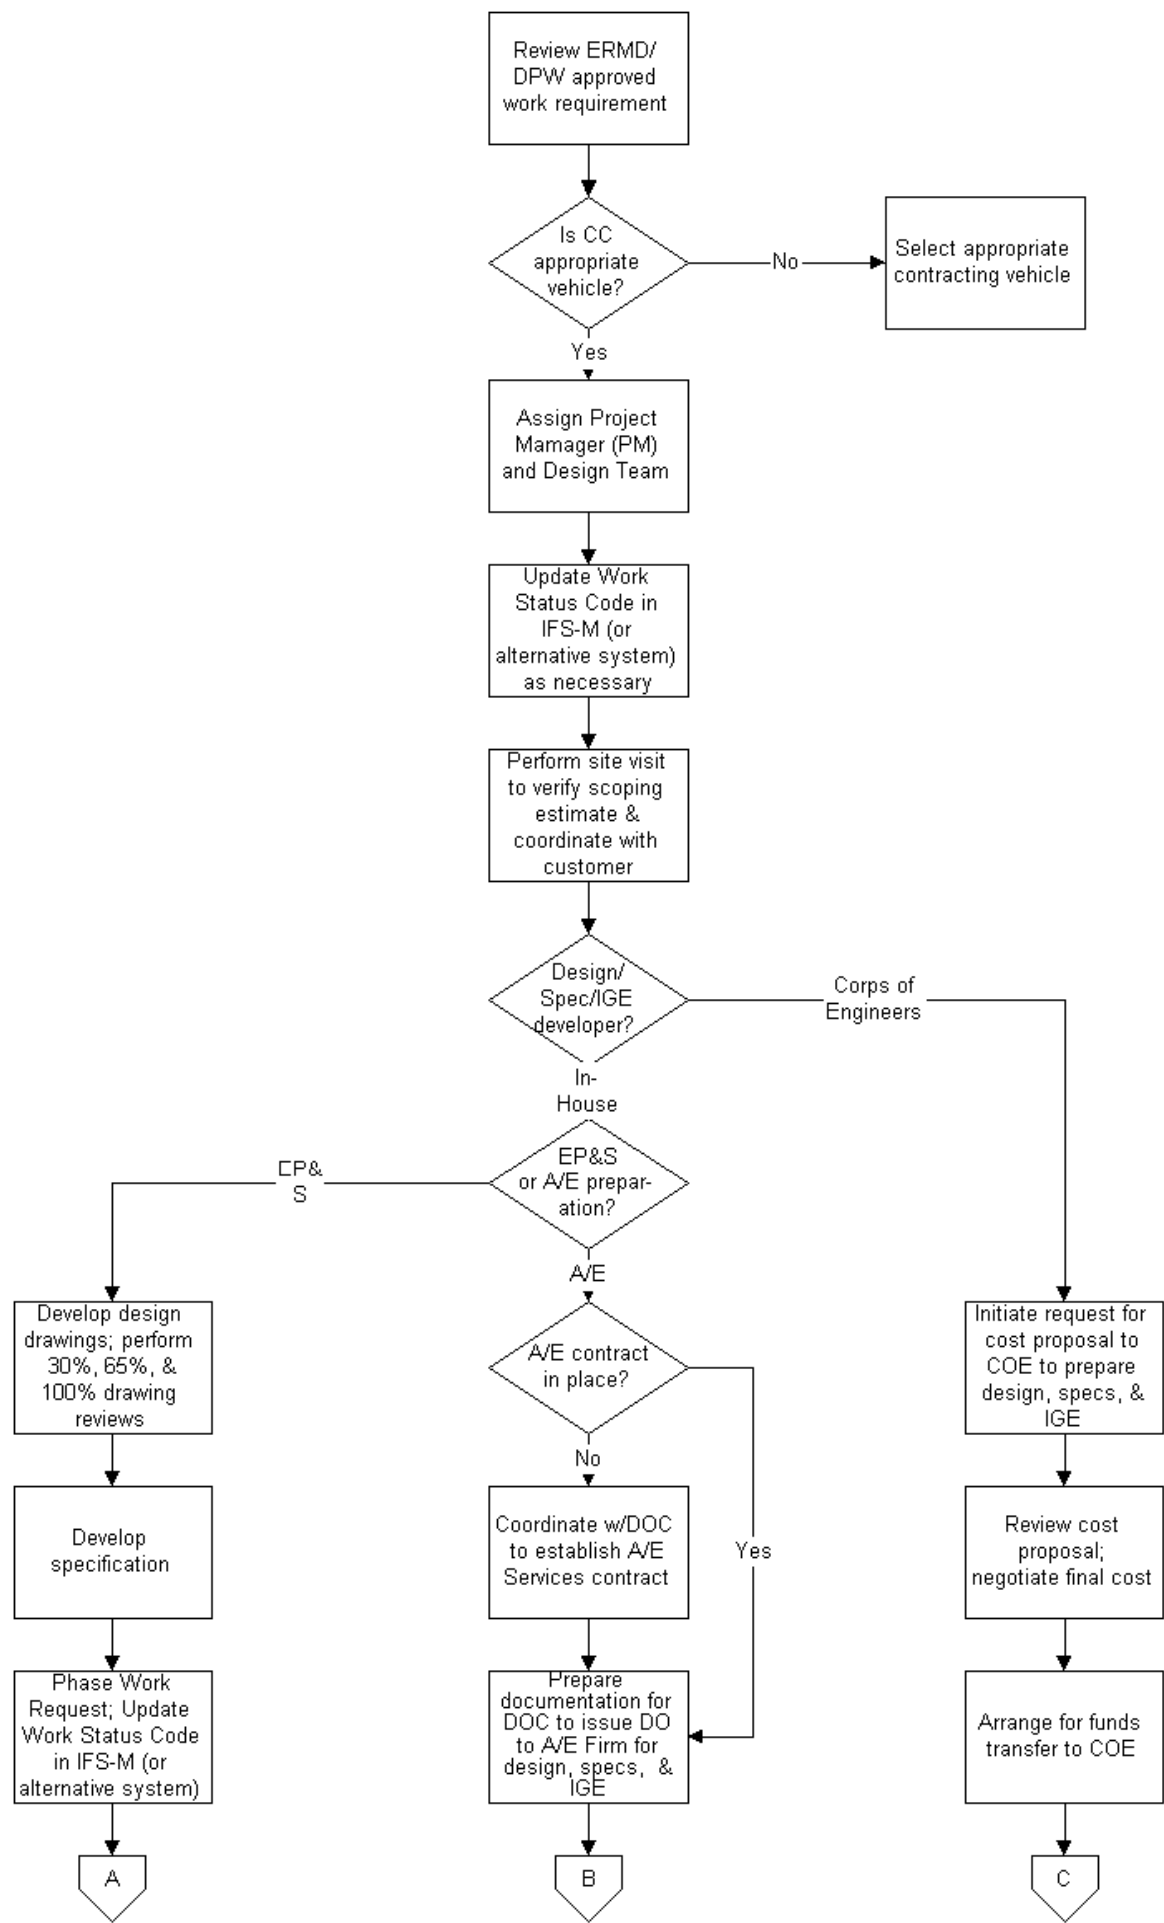 Review ERMD/
DPW approved
work requirement
Is CC
appropriate
vehicle?
No
Select appropriate
contracting vehicle
Yes
Assign Project
Mamager (PM)
and Design Team
Update Work
Status Code in
IFS-M (or
alternative system)
as necessary
Perform site visit
to verify scoping
estimate &
coordinate with
customer
Design/
Spec/IGE
developer?
Corps of
Engineers
In-
House
EP&S
or A/E prepar-
ation?
EP&
S
A/E
Develop design
drawings; perform
30%, 65%, &
100% drawing
reviews
A/E contract
in place?
Initiate request for
cost proposal to
COE to prepare
design, specs, &
IGE
No
Yes
Develop
specification
Coordinate w/DOC
to establish A/E
Services contract
Review cost
proposal;
negotiate final cost
Phase Work
Request; Update
Work Status Code
in IFS-M (or
alternative system)
Prepare
documentation for
DOC to issue DO
to A/E Firm for
design, specs, &
IGE
Arrange for funds
transfer to COE
A
B
C